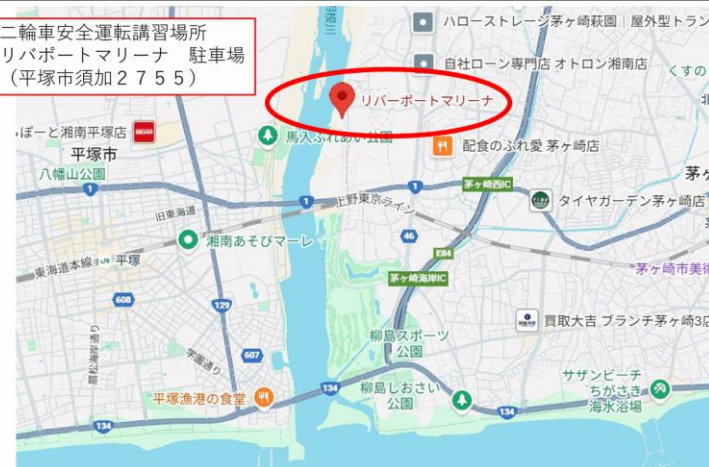 二輪車安全運転講習場所
リバポートマリーナ 駐車場
(平塚市須加2755)
相模川
ハローストレージ茅ヶ崎萩園|屋外型トラン
自社ローン専門店 オトロン湘南店
くすの
リバーポートマリーナ
ぽーと湘南平塚店
馬入ふれあい公園
配食のふれ愛 茅ヶ崎店
平塚市
八幡山公園
1
1
1
茅ヶ崎西IC
タイヤガーデン茅ヶ崎店
旧東海道
上野東京ライン
湘南あそびマーレ
46
E84
東海道本線
平塚
茅ヶ崎海岸IC
茅ヶ崎市美術
608
129
買取大吉 ブランチ茅ヶ崎3店
柳島スポーツ
公園
607
学園通り
134
サザンビーチ
ちがさき
海水浴場
平塚漁港の食堂
柳島しおさい
公園
134
134